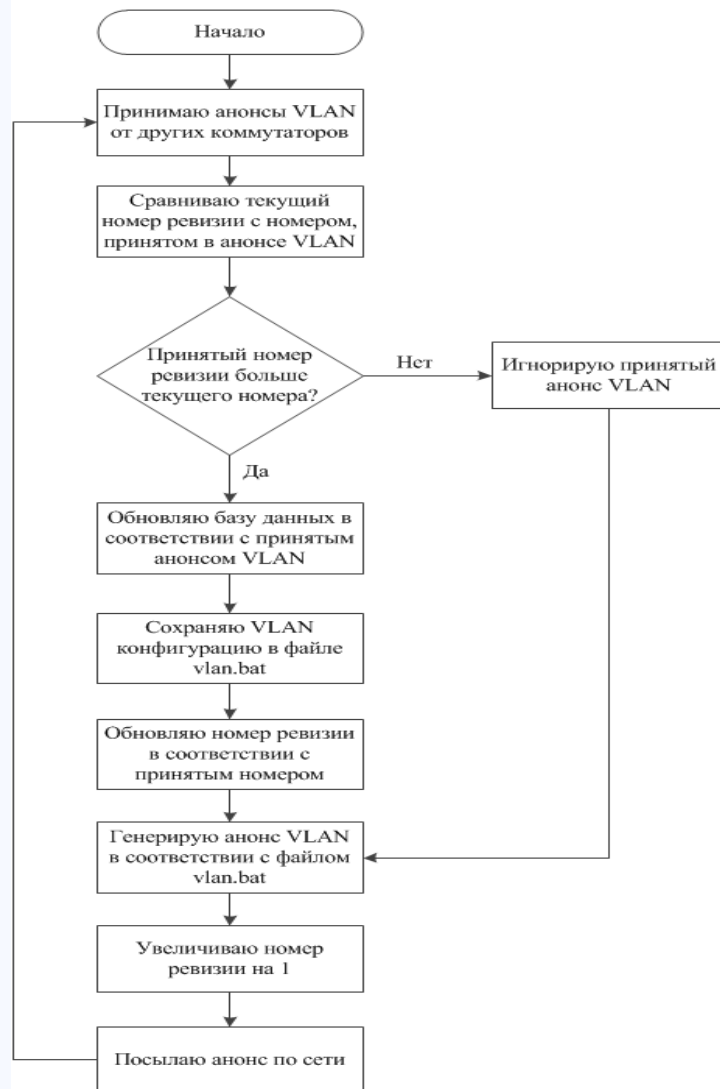 Начало
Принимаю анонсы VLAN
от других коммутаторов
Сравниваю текущий
номер ревизии с номером,
принятом в анонсе VLAN
Принятый номер
ревизии больше
текущего номера?
Нет
Игнорирую принятый
анонс VLAN
Да
Обновляю базу данных в
соответствии с принятым
анонсом VLAN
Сохраняю VLAN
конфигурацию в файле
vlan.bat
Обновляю номер ревизии
в соответствии с
принятым номером
Генерирую анонс VLAN
в соответствии с файлом
vlan.bat
Увеличиваю номер
ревизии на 1
Посылаю анонс по сети